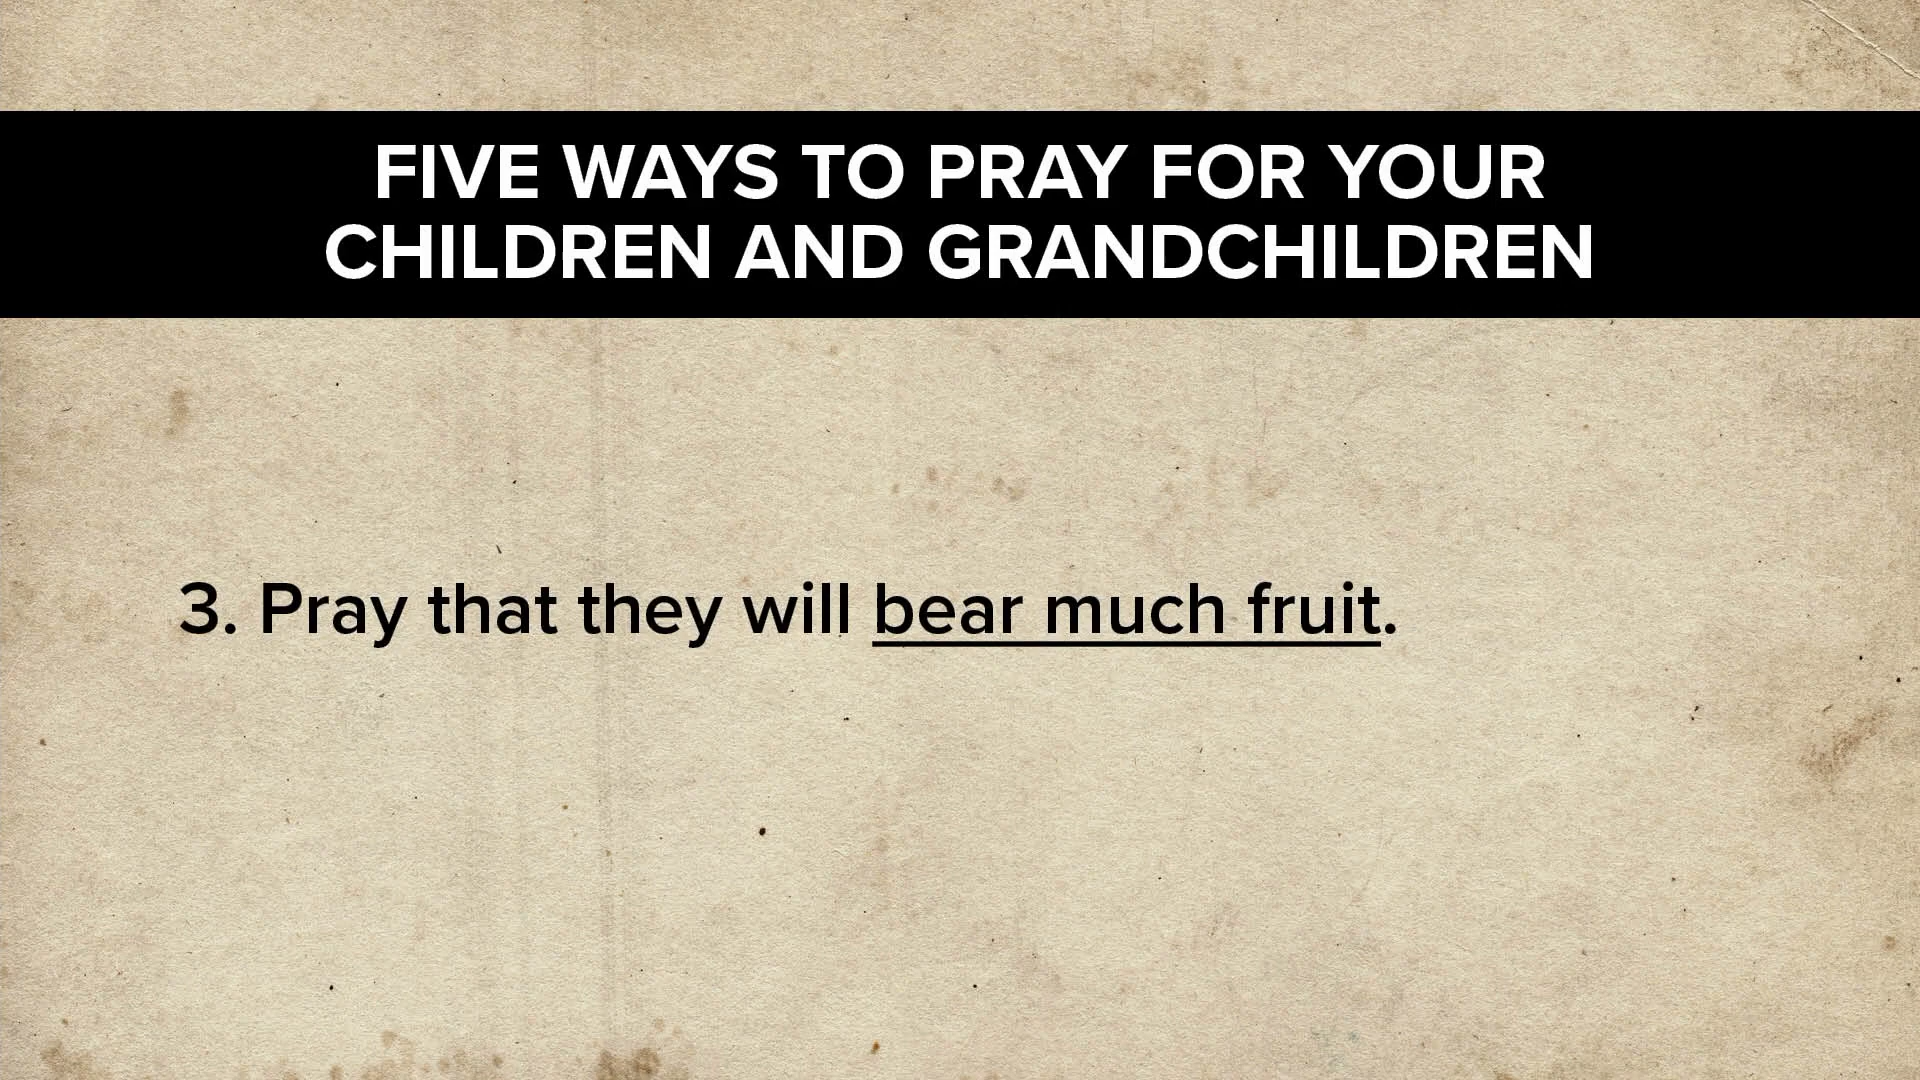 FIVE WAYS TO PRAY FOR YOUR
CHILDREN AND GRANDCHILDREN
3. Pray that they will bear much fruit.